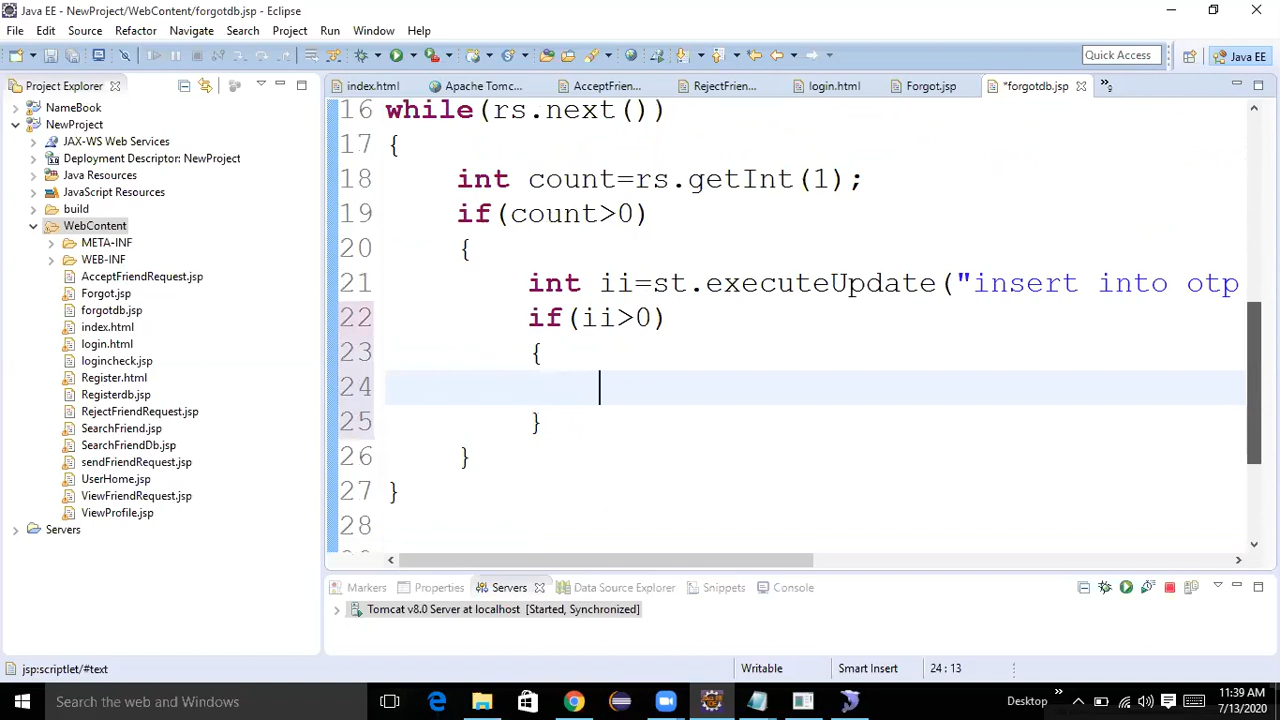 Java EE - NewProject/WebContent/forgotdb.jsp - Eclipse
File Edit Source Refactor Navigate Search Project Run Window Help
Quick Access
Java EE
Project Explorer
index.html
Apache Tomc...
AcceptFrien...
RejectFrien...
login.html
Forgot.jsp
*forgotdb.jsp
»9
NameBook
NewProject
JAX-WS Web Services
Deployment Descriptor: NewProject
Java Resources
JavaScript Resources
build
WebContent
META-INF
WEB-INF
AcceptFriendRequest.jsp
Forgot.jsp
forgotdb.jsp
index.html
login.html
logincheck.jsp
Register.html
Registerdb.jsp
RejectFriendRequest.jsp
SearchFriend.jsp
SearchFriendDb.jsp
sendFriendRequest.jsp
UserHome.jsp
ViewFriendRequest.jsp
ViewProfile.jsp
Servers
16 while(rs.next())
17 {
18 int count=rs.getInt(1);
19 if(count>0)
20 {
21 int ii=st.executeUpdate("insert into otp
22 if(ii>0)
23 {
24
25 }
26 }
27 }
28
Markers Properties Servers Data Source Explorer Snippets Console
Tomcat v8.0 Server at localhost [Started, Synchronized]
jsp:scriptlet/#text
Writable
Smart Insert
24 : 13
Search the web and Windows
Desktop
»
11:39 AM
7/13/2020